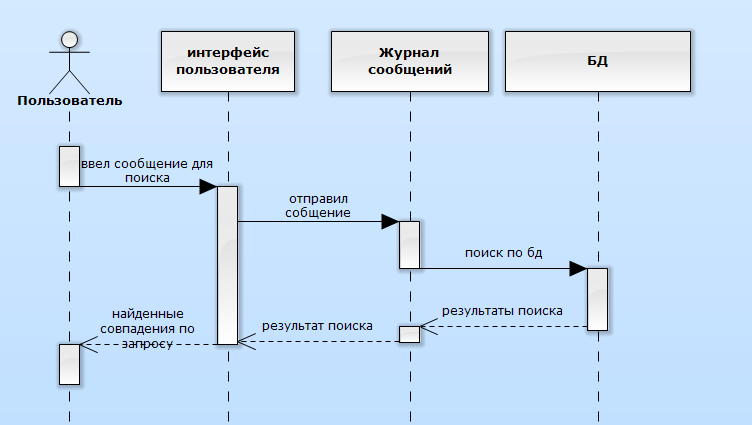 Пользователь
интерфейс
пользователя
Журнал
сообщений
БД
ввел сообщение для
поиска
отправил
собщение
поиск по бд
результаты поиска
результат поиска
найденные
совпадения по
запросу